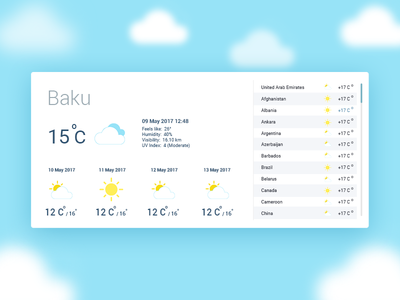 Baku
15°C
09 May 2017 12:48
Feels like: 20°
Humidity: 40%
Visibility: 16.10 km
UV Index: 4 (Moderate)
10 May 2017
12 C° / 16°
11 May 2017
12 C° / 16°
12 May 2017
12 C° / 16°
13 May 2017
12 C° / 16°
United Arab Emirates +17 C°
Afghanistan +17 C°
Albania +17 C°
Ankara +17 C°
Argentina +17 C°
Azerbaijan +17 C°
Barbados +17 C°
Brazil +17 C°
Belarus +17 C°
Canada +17 C°
Cameroon +17 C°
China +17 C°